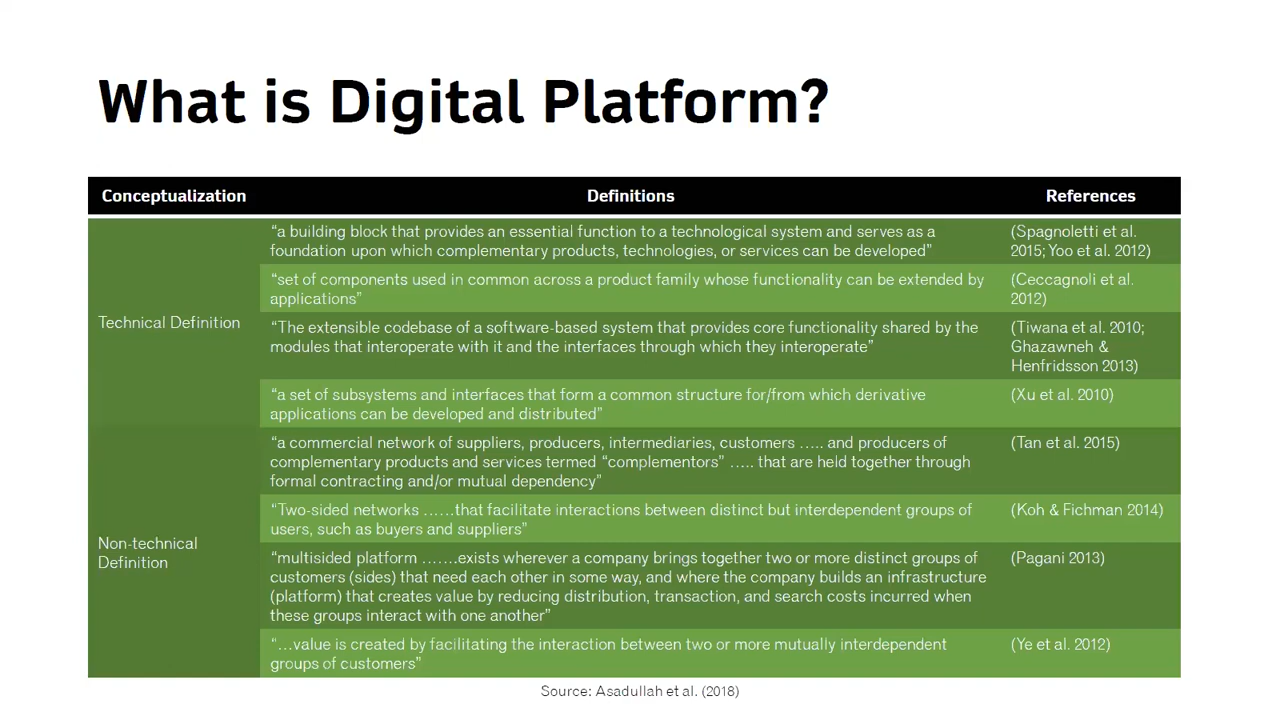 What is Digital Platform?
Conceptualization Definitions References
Technical Definition
“a building block that provides an essential function to a technological system and serves as a
foundation upon which complementary products, technologies, or services can be developed”
(Spagnoletti et al.
2015; Yoo et al. 2012)
“set of components used in common across a product family whose functionality can be extended by
applications”
(Ceccagnoli et al.
2012)
“The extensible codebase of a software-based system that provides core functionality shared by the
modules that interoperate with it and the interfaces through which they interoperate”
(Tiwana et al. 2010;
Ghazawneh &
Henfridsson 2013)
“a set of subsystems and interfaces that form a common structure for/from which derivative
applications can be developed and distributed”
(Xu et al. 2010)
Non-technical
Definition
“a commercial network of suppliers, producers, intermediaries, customers ….. and producers of
complementary products and services termed “complementors” ….. that are held together through
formal contracting and/or mutual dependency”
(Tan et al. 2015)
“Two-sided networks ……that facilitate interactions between distinct but interdependent groups of
users, such as buyers and suppliers”
(Koh & Fichman 2014)
“multisided platform …….exists wherever a company brings together two or more distinct groups of
customers (sides) that need each other in some way, and where the company builds an infrastructure
(platform) that creates value by reducing distribution, transaction, and search costs incurred when
these groups interact with one another”
(Pagani 2013)
“…value is created by facilitating the interaction between two or more mutually interdependent
groups of customers”
(Ye et al. 2012)
Source: Asadullah et al. (2018)